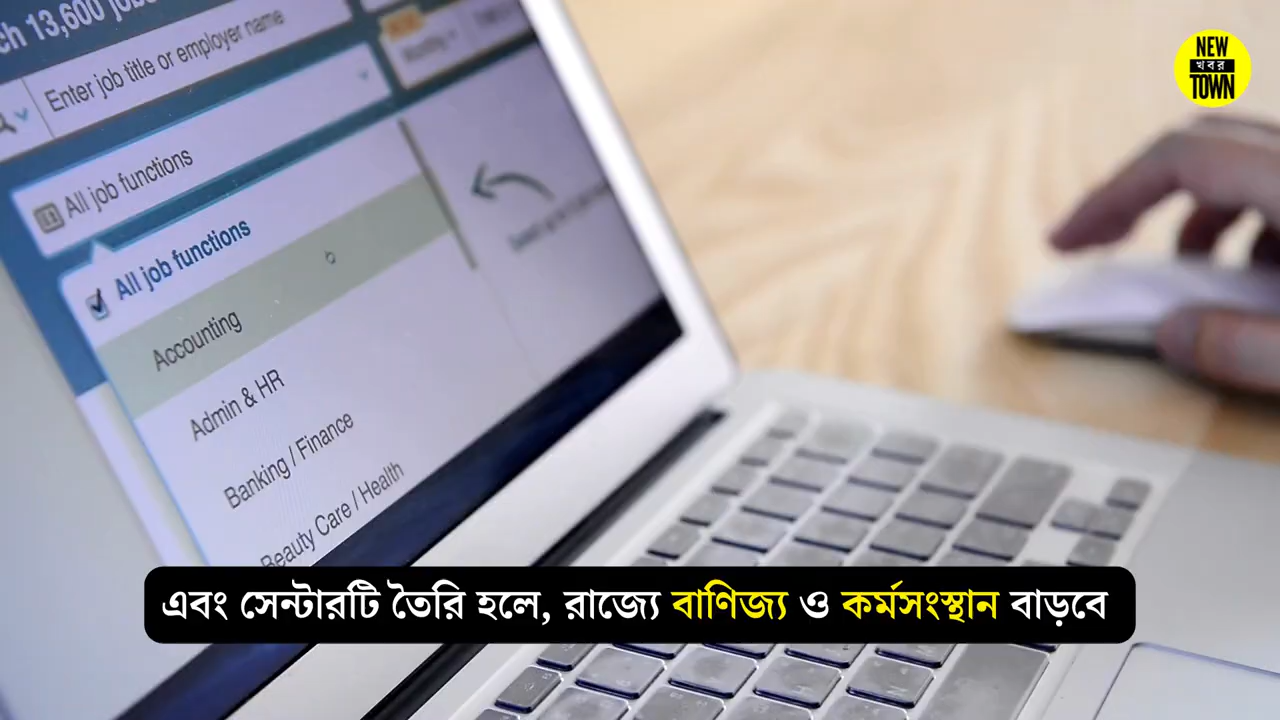 ch 13,600 jobs
Enter job title or employer name
All job functions
All job functions
Accounting
Admin & HR
Banking / Finance
Beauty Care / Health
NEW
খবর
TOWN
এবং সেন্টারটি তৈরি হলে, রাজ্যে বাণিজ্য ও কর্মসংস্থান বাড়বে